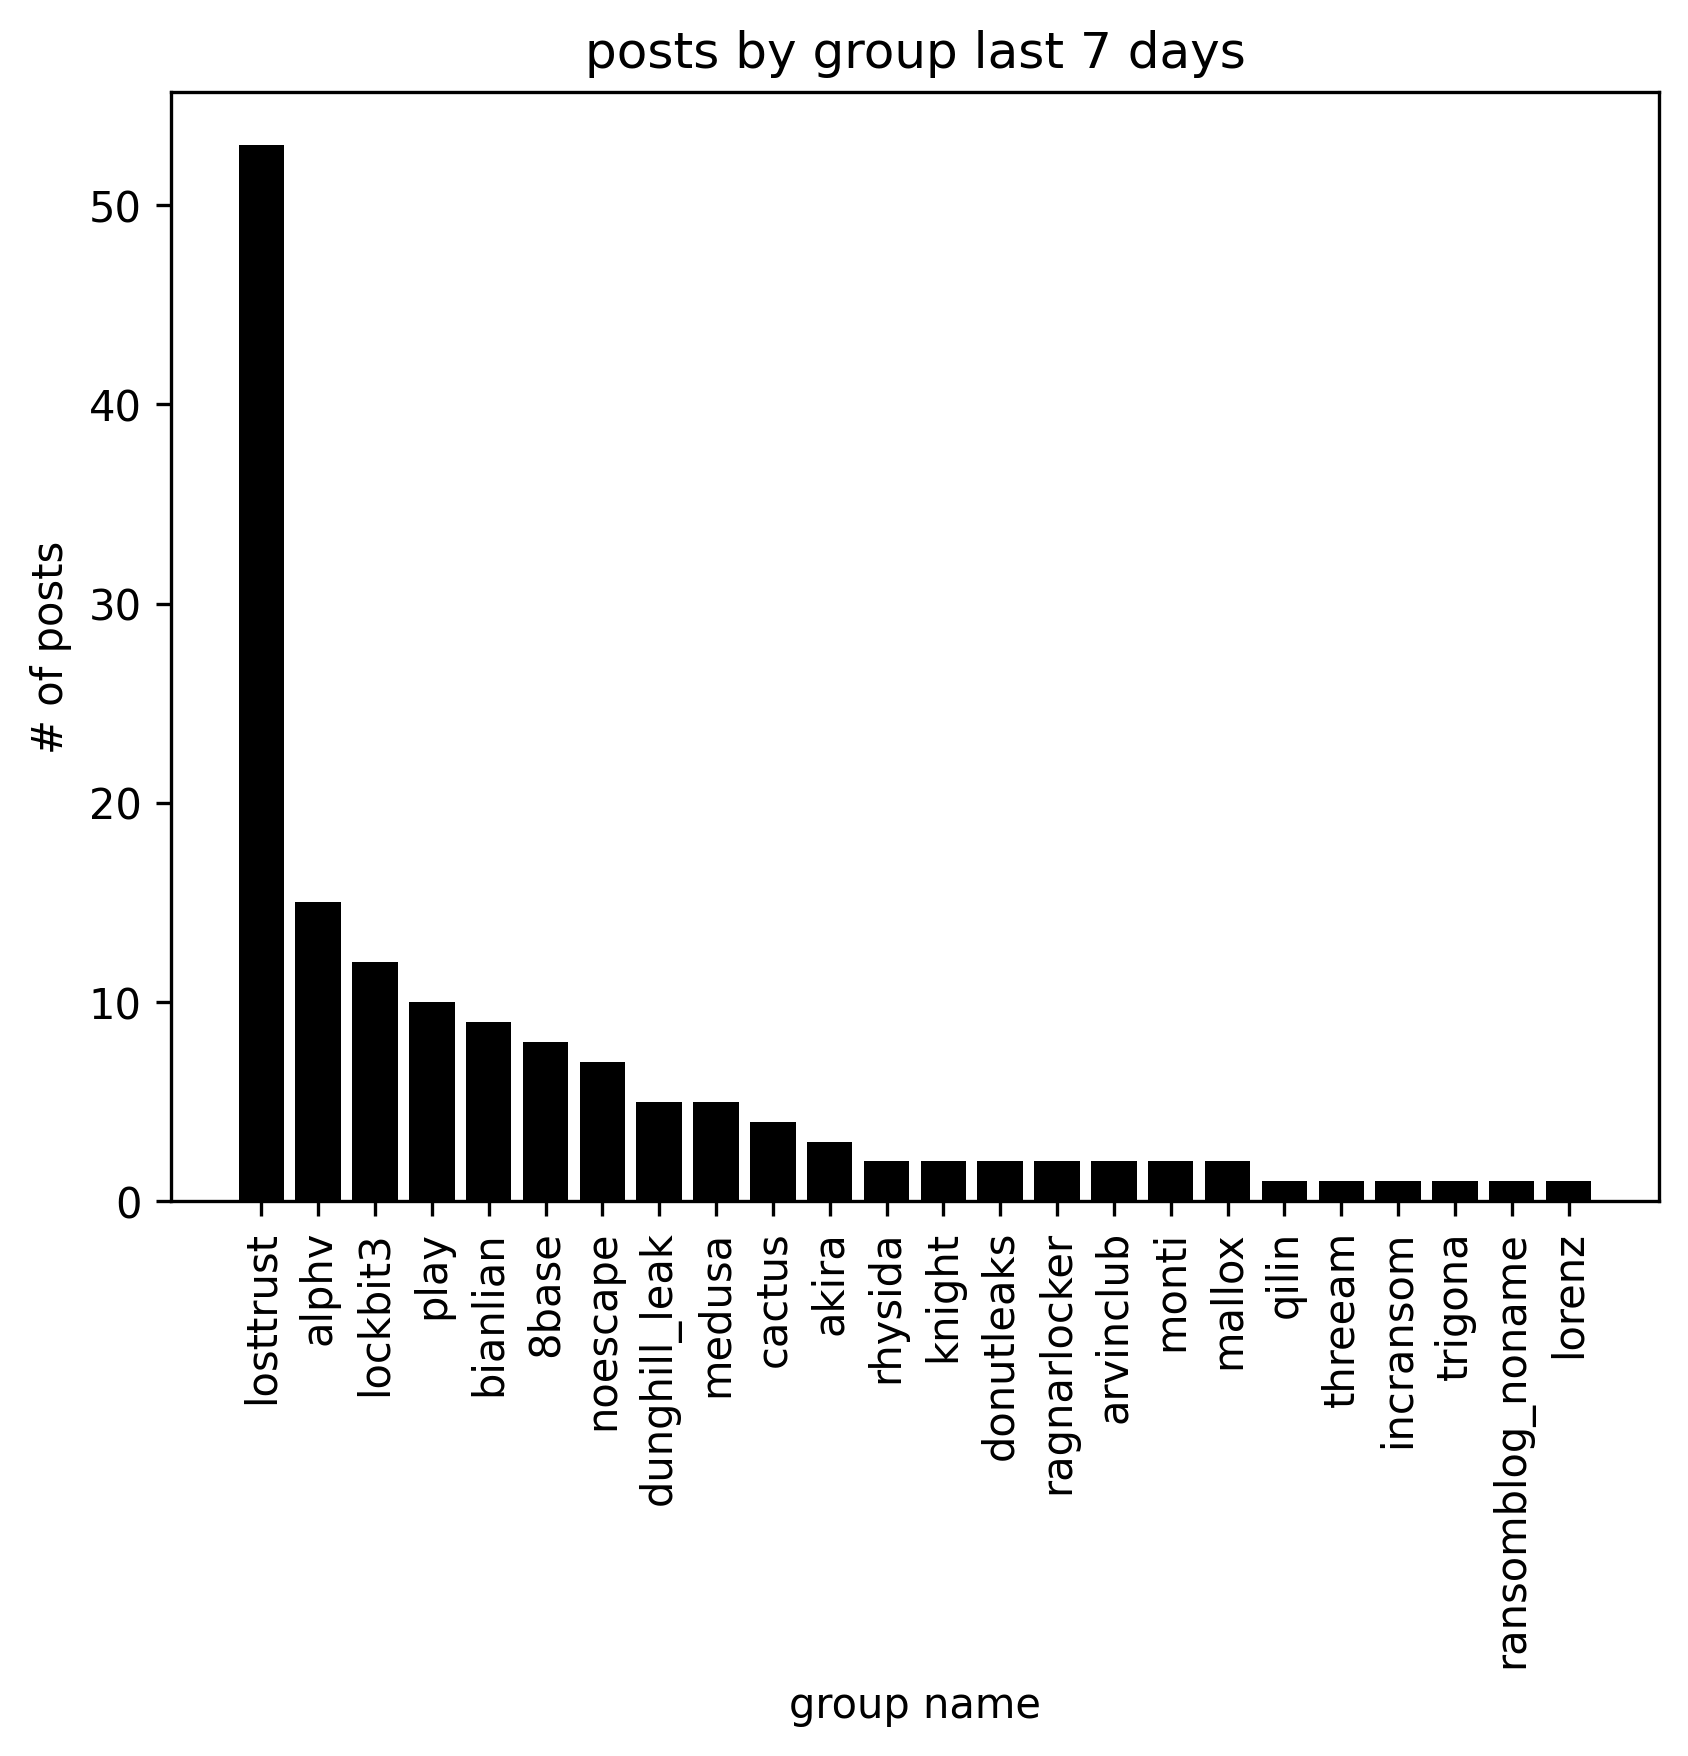 posts by group last 7 days
# of posts
50
40
30
20
10
0
losttrust
alphv
lockbit3
play
bianlian
8base
noescape
dunghill_leak
medusa
cactus
akira
rhysida
knight
donutleaks
ragnarlocker
arvinclub
monti
mallox
qilin
threeam
incransom
trigona
ransomblog_noname
lorenz
group name